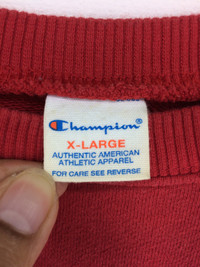 Champion
X-LARGE
AUTHENTIC AMERICAN
ATHLETIC APPAREL
FOR CARE SEE REVERSE